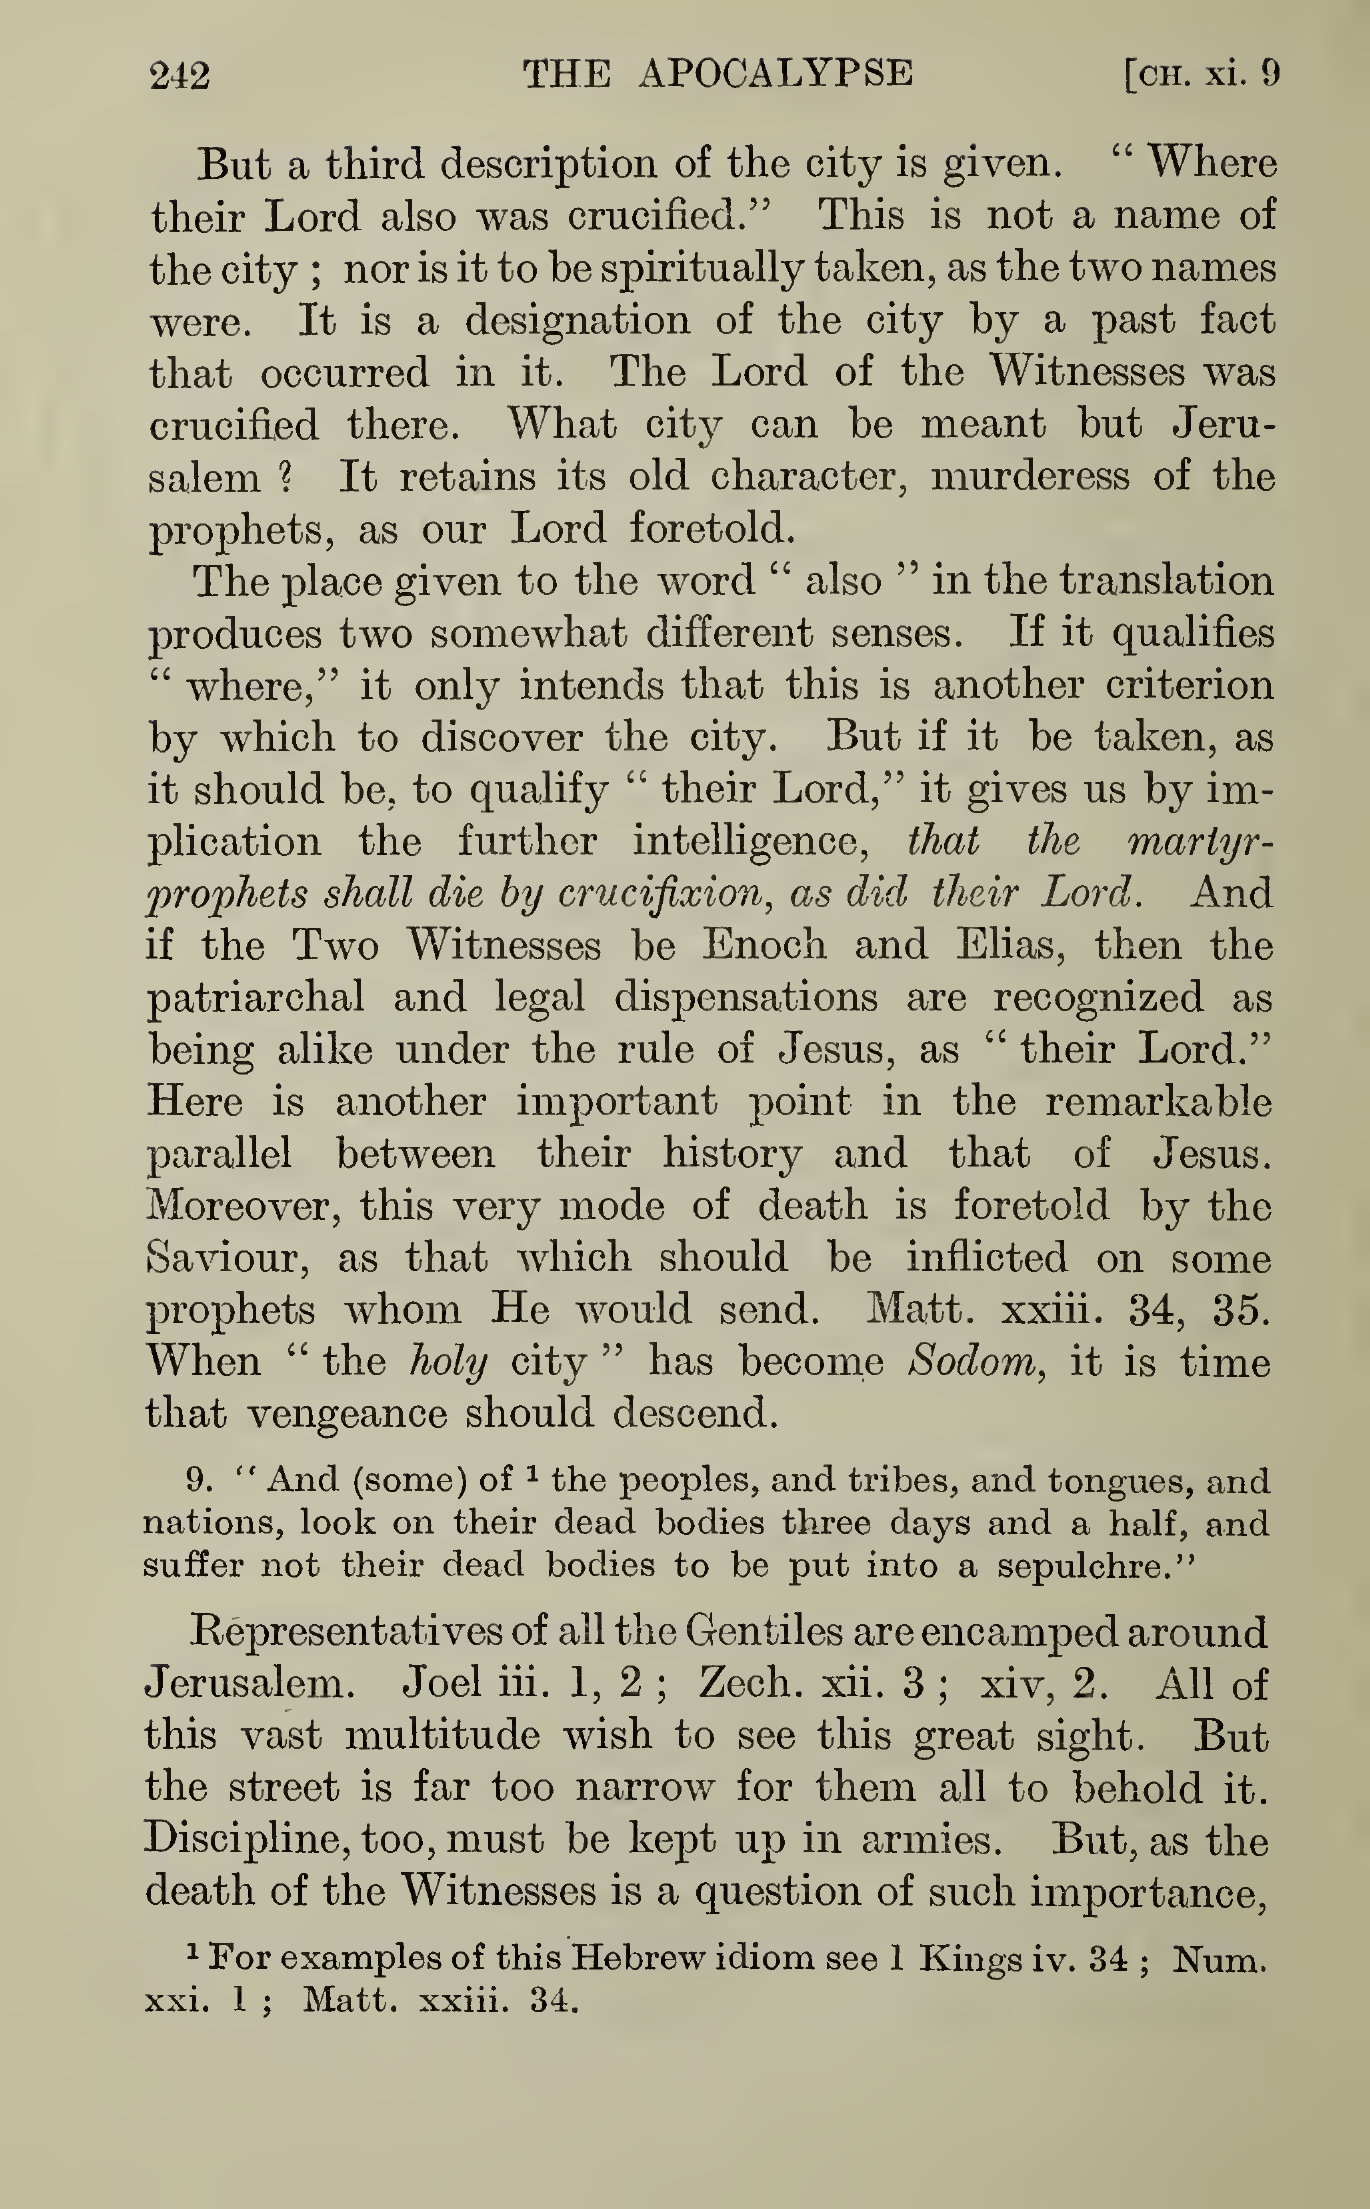 242 THE APOCALYPSE [CH. xi. 9
But a third description of the city is given. “ Where
their Lord also was crucified.” This is not a name of
the city ; nor is it to be spiritually taken, as the two names
were. It is a designation of the city by a past fact
that occurred in it. The Lord of the Witnesses was
crucified there. What city can be meant but Jeru-
salem ? It retains its old character, murderess of the
prophets, as our Lord foretold.
The place given to the word “ also ” in the translation
produces two somewhat different senses. If it qualifies
“ where,” it only intends that this is another criterion
by which to discover the city. But if it be taken, as
it should be, to qualify “ their Lord,” it gives us by im-
plication the further intelligence, that the martyr-
prophets shall die by crucifixion, as did their Lord. And
if the Two Witnesses be Enoch and Elias, then the
patriarchal and legal dispensations are recognized as
being alike under the rule of Jesus, as “ their Lord.”
Here is another important point in the remarkable
parallel between their history and that of Jesus.
Moreover, this very mode of death is foretold by the
Saviour, as that which should be inflicted on some
prophets whom He would send. Matt. xxiii. 34, 35.
When “ the holy city ” has become Sodom, it is time
that vengeance should descend.
9. “ And (some) of ¹ the peoples, and tribes, and tongues, and
nations, look on their dead bodies three days and a half, and
suffer not their dead bodies to be put into a sepulchre.”
Representatives of all the Gentiles are encamped around
Jerusalem. Joel iii. 1, 2 ; Zech. xii. 3 ; xiv, 2. All of
this vast multitude wish to see this great sight. But
the street is far too narrow for them all to behold it.
Discipline, too, must be kept up in armies. But, as the
death of the Witnesses is a question of such importance,
¹ For examples of this Hebrew idiom see 1 Kings iv. 34 ; Num.
xxi. 1 ; Matt. xxiii. 34.